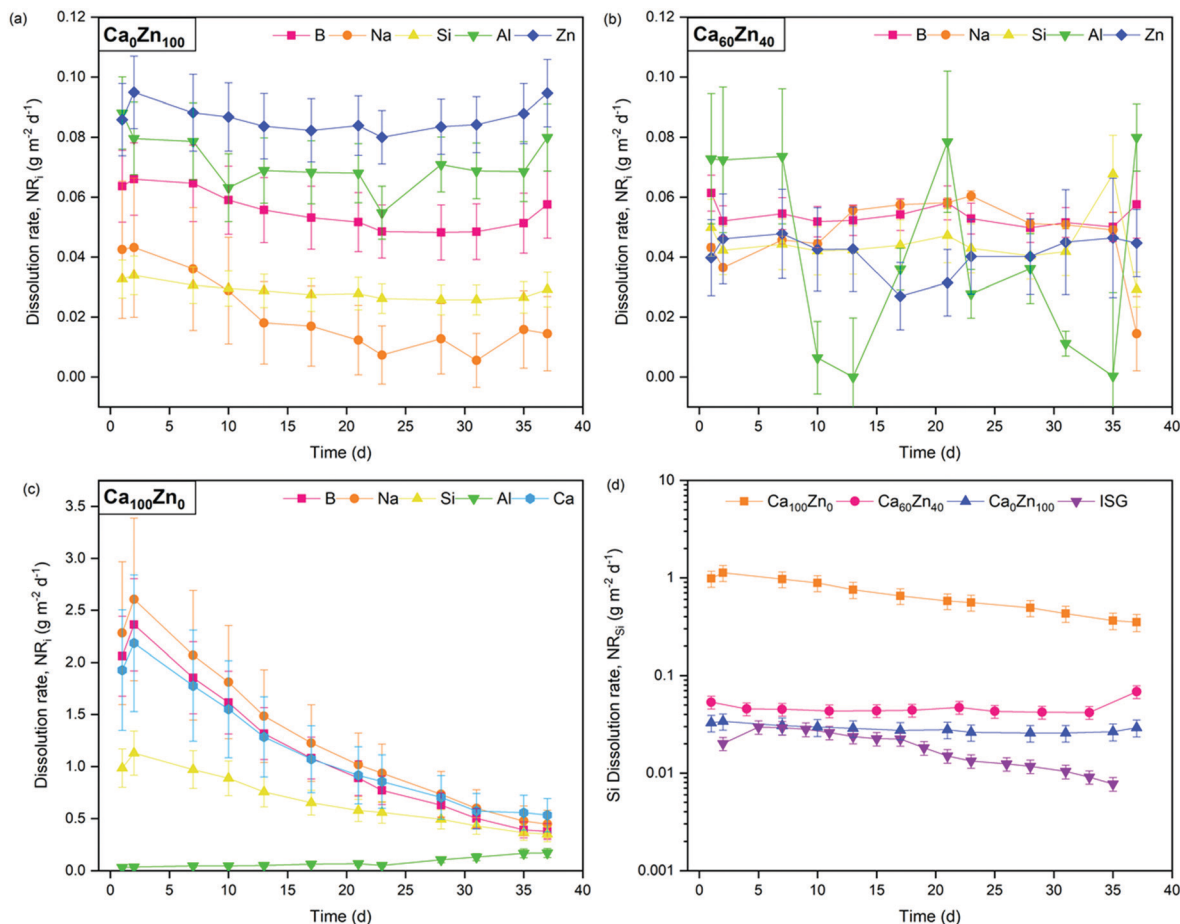 (a)
Ca₀Zn₁₀₀
B Na Si Al Zn
0.12
0.10
0.08
0.06
0.04
0.02
0.00
Dissolution rate, NRᵢ (g m⁻² d⁻¹)
0 5 10 15 20 25 30 35 40
Time (d)
(b)
Ca₆₀Zn₄₀
B Na Si Al Zn
0.12
0.10
0.08
0.06
0.04
0.02
0.00
Dissolution rate, NRᵢ (g m⁻² d⁻¹)
0 5 10 15 20 25 30 35 40
Time (d)
(c)
Ca₁₀₀Zn₀
B Na Si Al Ca
3.5
3.0
2.5
2.0
1.5
1.0
0.5
0.0
Dissolution rate, NRᵢ (g m⁻² d⁻¹)
0 5 10 15 20 25 30 35 40
Time (d)
(d)
Ca₁₀₀Zn₀ Ca₆₀Zn₄₀ Ca₀Zn₁₀₀ ISG
10
1
0.1
0.01
0.001
Si Dissolution rate, NR_Si (g m⁻² d⁻¹)
0 5 10 15 20 25 30 35 40
Time (d)